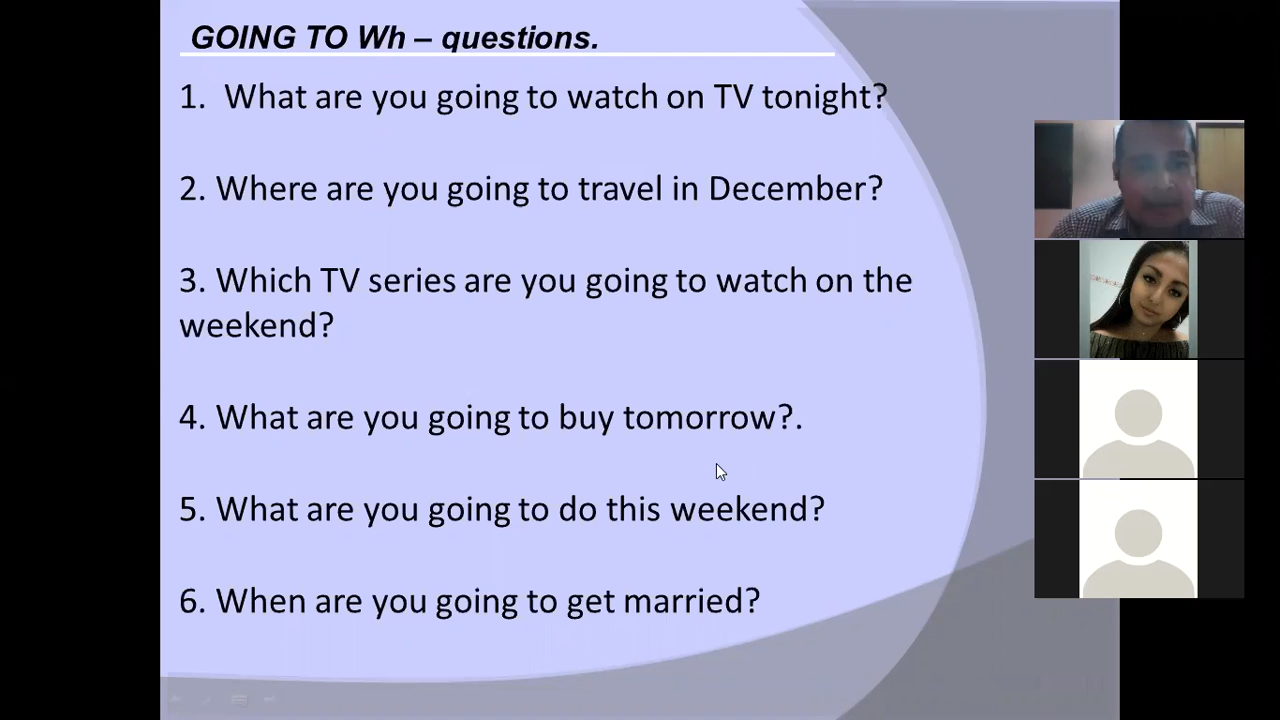 GOING TO Wh – questions.
1. What are you going to watch on TV tonight?
2. Where are you going to travel in December?
3. Which TV series are you going to watch on the
weekend?
4. What are you going to buy tomorrow?.
5. What are you going to do this weekend?
6. When are you going to get married?